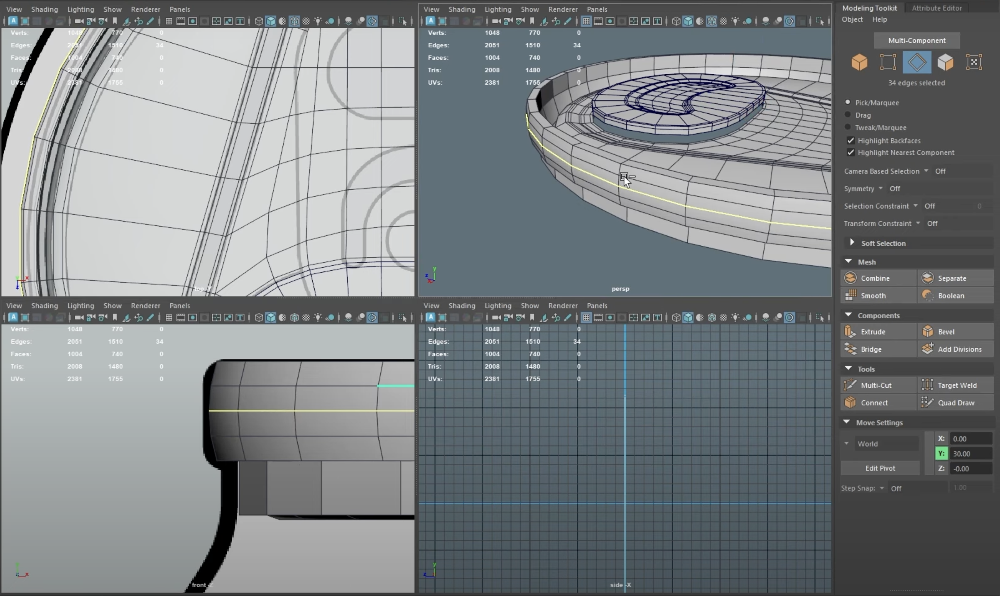 View Shading Lighting Show Renderer Panels
Verts: 1048 770 0
Edges: 2051 1510 34
Faces: 1004 740 0
Tris: 2008 1480 0
UVs: 2381 1755 0
y x
z
top -Y
View Shading Lighting Show Renderer Panels
Verts: 1048 770 0
Edges: 2051 1510 34
Faces: 1004 740 0
Tris: 2008 1480 0
UVs: 2381 1755 0
y
z
x
persp
View Shading Lighting Show Renderer Panels
Verts: 1048 770 0
Edges: 2051 1510 34
Faces: 1004 740 0
Tris: 2008 1480 0
UVs: 2381 1755 0
y
z x
front -Z
View Shading Lighting Show Renderer Panels
Verts: 1048 770 0
Edges: 2051 1510 34
Faces: 1004 740 0
Tris: 2008 1480 0
UVs: 2381 1755 0
y
z
side -X
Modeling Toolkit Attribute Editor
Object Help
Multi-Component
34 edges selected
Pick/Marquee
Drag
Tweak/Marquee
Highlight Backfaces
Highlight Nearest Component
Camera Based Selection Off
Symmetry Off
Selection Constraint Off 0
Transform Constraint Off
Soft Selection
Mesh
Combine Separate
Smooth Boolean
Components
Extrude Bevel
Bridge Add Divisions
Tools
Multi-Cut Target Weld
Connect Quad Draw
Move Settings
World
Edit Pivot
X: 0.00
Y: 30.00
Z: -0.00
Step Snap: Off 1.00